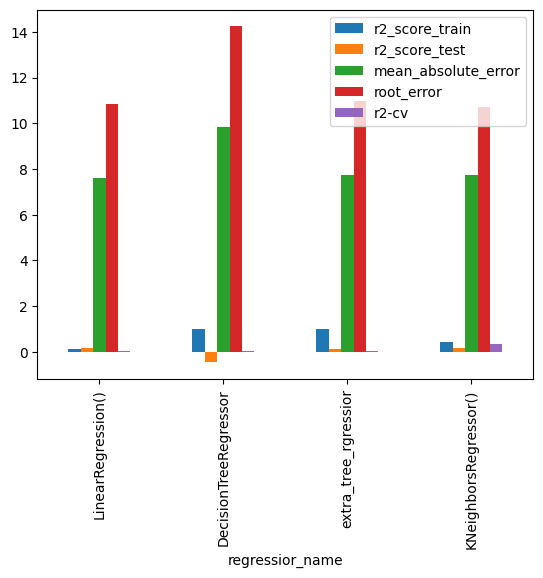 14
12
10
8
6
4
2
0
r2_score_train
r2_score_test
mean_absolute_error
root_error
r2-cv
LinearRegression()
DecisionTreeRegressor
extra_tree_rgressior
KNeighborsRegressor()
regressior_name